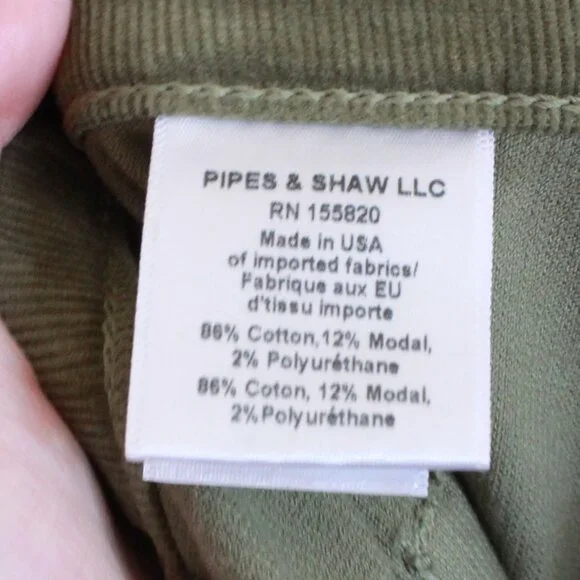 PIPES & SHAW LLC
RN 155820
Made in USA
of imported fabrics/
Fabrique aux EU
d'tissu importe
86% Cotton, 12% Modal,
2% Polyuréthane
86% Coton, 12% Modal,
2% Polyuréthane